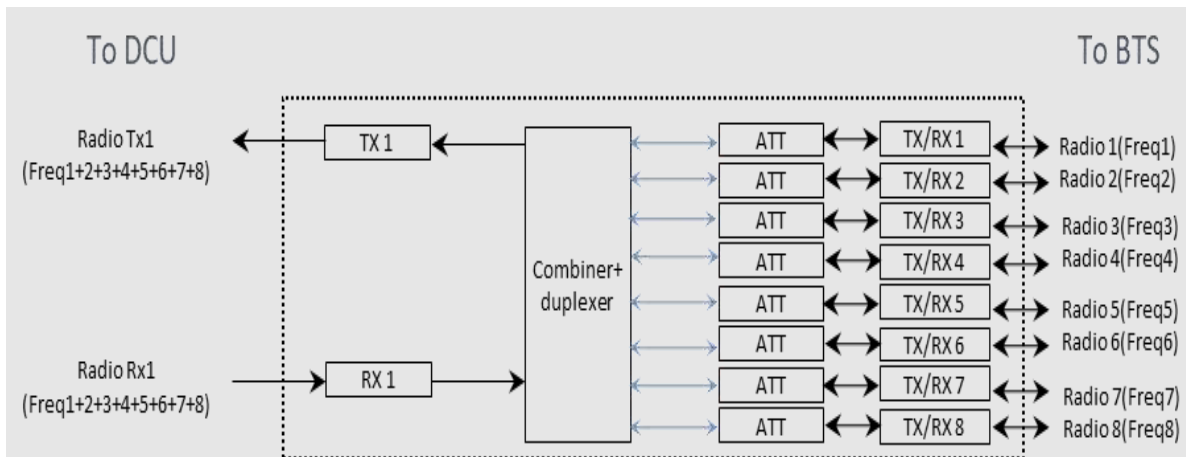 To DCU
To BTS
Radio Tx1
(Freq1+2+3+4+5+6+7+8)
TX 1
Combiner+
duplexer
ATT
TX/RX 1
Radio 1(Freq1)
ATT
TX/RX 2
Radio 2(Freq2)
ATT
TX/RX 3
Radio 3(Freq3)
ATT
TX/RX 4
Radio 4(Freq4)
ATT
TX/RX 5
Radio 5(Freq5)
ATT
TX/RX 6
Radio 6(Freq6)
ATT
TX/RX 7
Radio 7(Freq7)
ATT
TX/RX 8
Radio 8(Freq8)
Radio Rx1
(Freq1+2+3+4+5+6+7+8)
RX 1